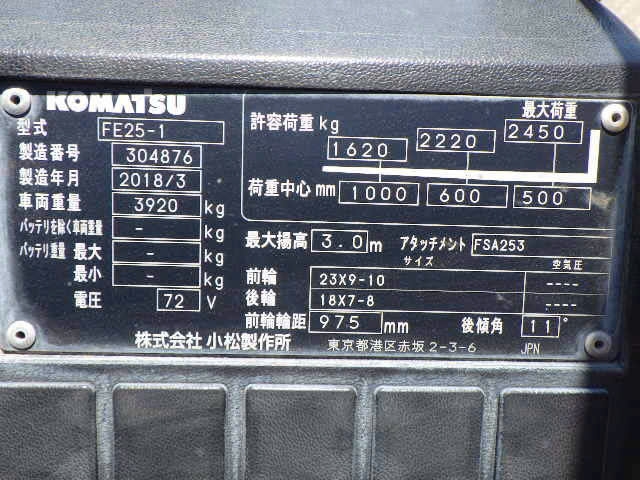 KOMATSU
型式 FE25-1
製造番号 304876
製造年月 2018/3
車両重量 3920 kg
バッテリを除く車両重量 - kg
バッテリ重量 最大 - kg
最小 - kg
電圧 72 V
最大荷重
許容荷重 kg 1620 2220 2450
荷重中心 mm 1000 600 500
最大揚高 3.0 m アタッチメント FSA253
サイズ 空気圧
前輪 23X9-10 ----
後輪 18X7-8 ----
前輪輪距 975 mm 後傾角 11°
株式会社 小松製作所 東京都港区赤坂 2-3-6 JPN